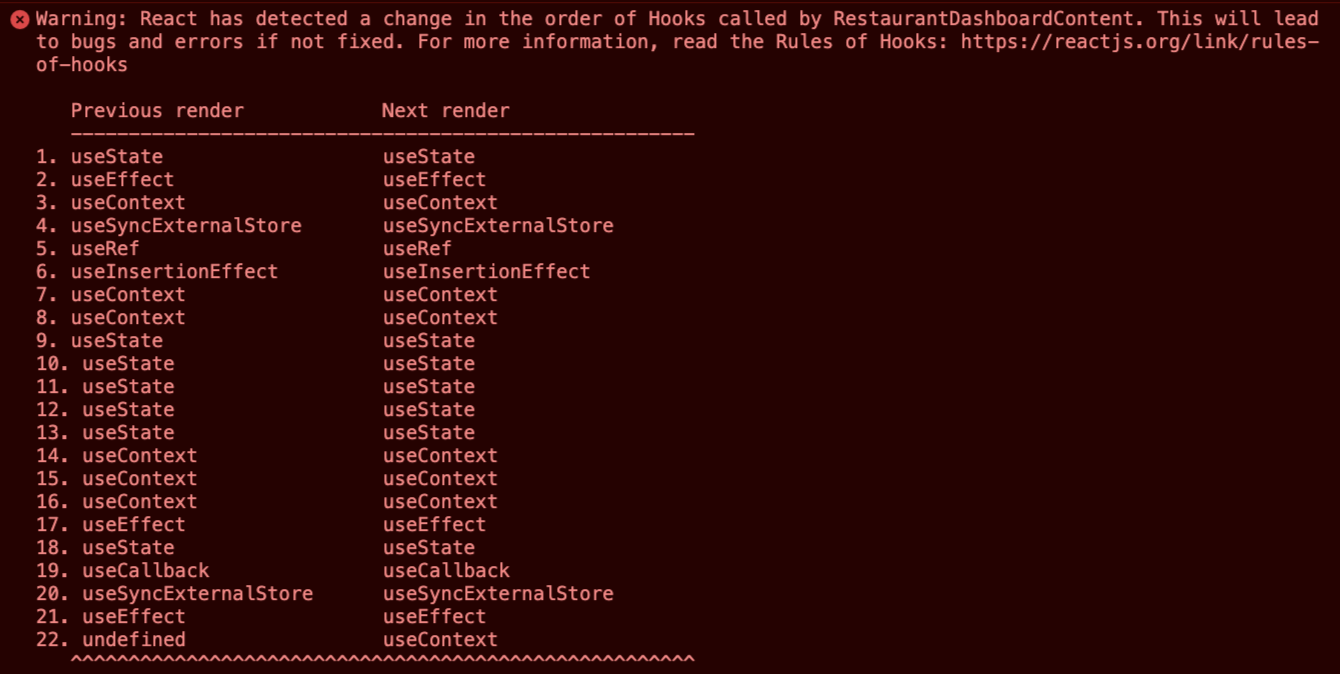 Warning: React has detected a change in the order of Hooks called by RestaurantDashboardContent. This will lead
to bugs and errors if not fixed. For more information, read the Rules of Hooks: https://reactjs.org/link/rules-
of-hooks
Previous render Next render
------------------------------------------------------
1. useState useState
2. useEffect useEffect
3. useContext useContext
4. useSyncExternalStore useSyncExternalStore
5. useRef useRef
6. useInsertionEffect useInsertionEffect
7. useContext useContext
8. useContext useContext
9. useState useState
10. useState useState
11. useState useState
12. useState useState
13. useState useState
14. useContext useContext
15. useContext useContext
16. useContext useContext
17. useEffect useEffect
18. useState useState
19. useCallback useCallback
20. useSyncExternalStore useSyncExternalStore
21. useEffect useEffect
22. undefined useContext
^^^^^^^^^^^^^^^^^^^^^^^^^^^^^^^^^^^^^^^^^^^^^^^^^^^^^^